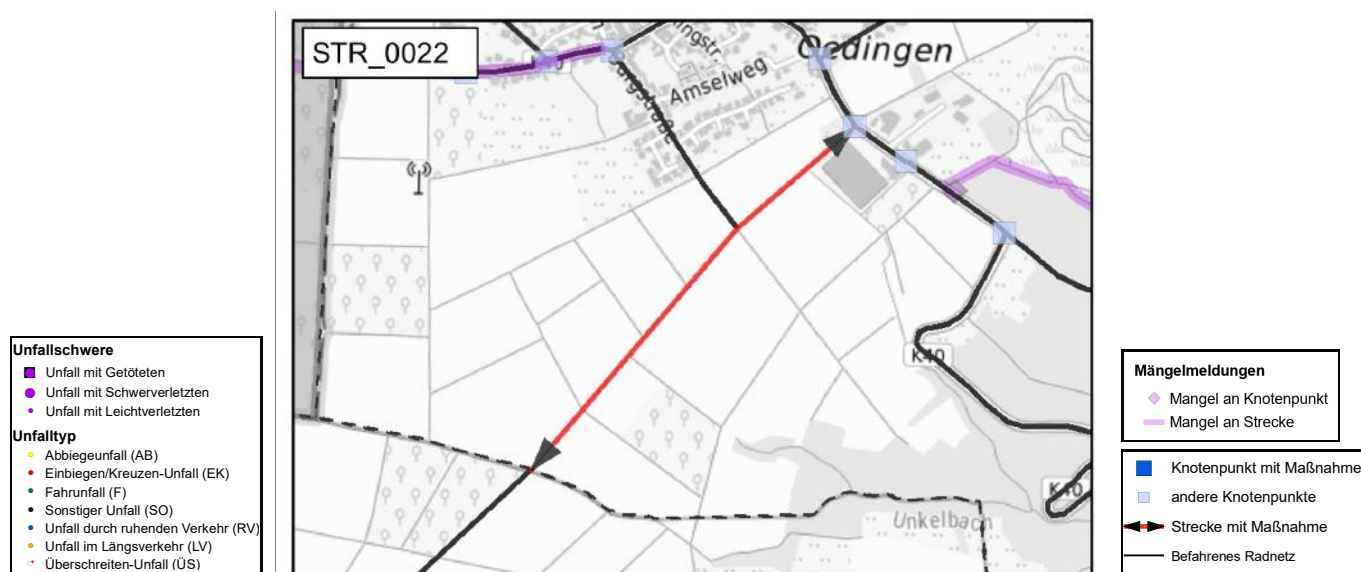 STR_0022
Oedingen
Amselweg
K40
K40
Unkelbach
Unfallschwere
Unfall mit Getöteten
Unfall mit Schwerverletzten
Unfall mit Leichtverletzten
Unfalltyp
Abbiegeunfall (AB)
Einbiegen/Kreuzen-Unfall (EK)
Fahrunfall (F)
Sonstiger Unfall (SO)
Unfall durch ruhenden Verkehr (RV)
Unfall im Längsverkehr (LV)
Überschreiten-Unfall (ÜS)
Mängelmeldungen
Mangel an Knotenpunkt
Mangel an Strecke
Knotenpunkt mit Maßnahme
andere Knotenpunkte
Strecke mit Maßnahme
Befahrenes Radnetz